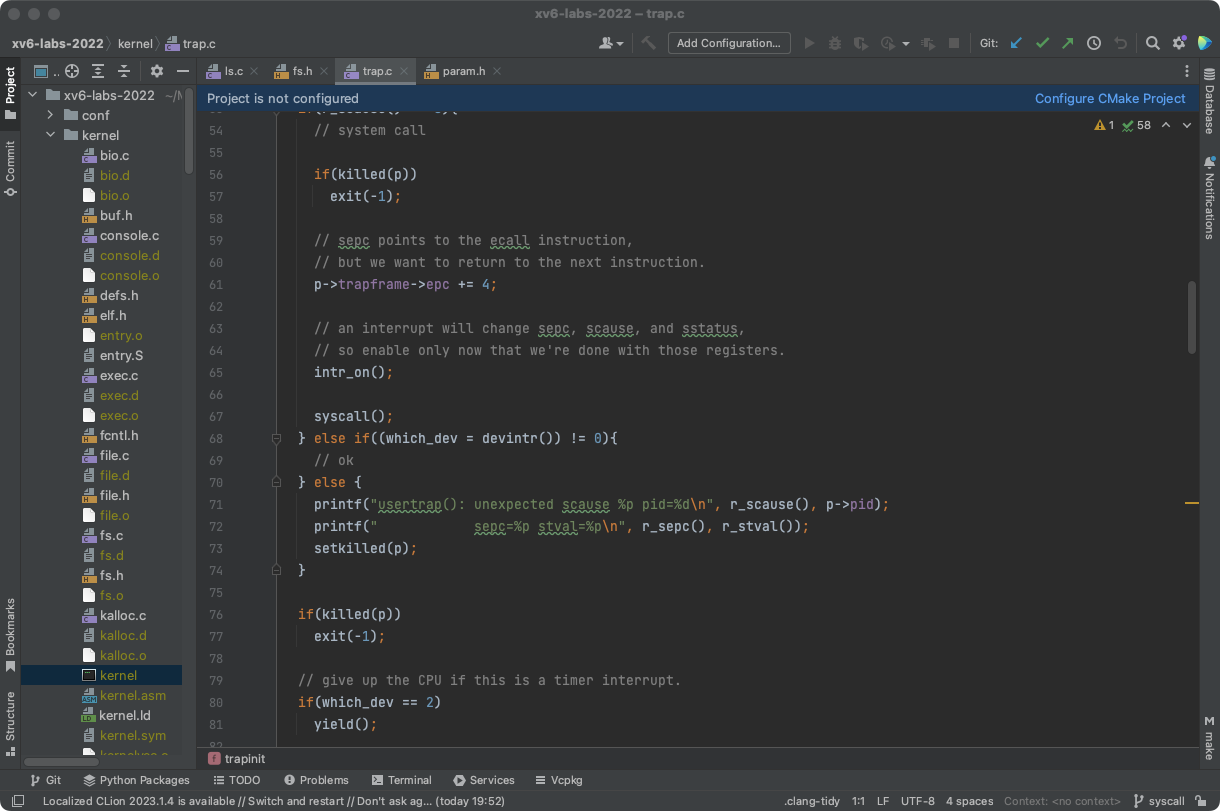 xv6-labs-2022 – trap.c
xv6-labs-2022 kernel trap.c
Add Configuration...
Git:
Project
Commit
Bookmarks
Structure
xv6-labs-2022 ~/
conf
kernel
bio.c
bio.d
bio.o
buf.h
console.c
console.d
console.o
defs.h
elf.h
entry.o
entry.S
exec.c
exec.d
exec.o
fcntl.h
file.c
file.d
file.h
file.o
fs.c
fs.d
fs.h
fs.o
kalloc.c
kalloc.d
kalloc.o
kernel
kernel.asm
kernel.ld
kernel.sym
ls.c fs.h trap.c param.h
Project is not configured
Configure CMake Project
1 58
54 // system call
55
56 if(killed(p))
57 exit(-1);
58
59 // sepc points to the ecall instruction,
60 // but we want to return to the next instruction.
61 p->trapframe->epc += 4;
62
63 // an interrupt will change sepc, scause, and sstatus,
64 // so enable only now that we're done with those registers.
65 intr_on();
66
67 syscall();
68 } else if((which_dev = devintr()) != 0){
69 // ok
70 } else {
71 printf("usertrap(): unexpected scause %p pid=%d\n", r_scause(), p->pid);
72 printf("            sepc=%p stval=%p\n", r_sepc(), r_stval());
73 setkilled(p);
74 }
75
76 if(killed(p))
77 exit(-1);
78
79 // give up the CPU if this is a timer interrupt.
80 if(which_dev == 2)
81 yield();
82
trapinit
Database
Notifications
M make
Git Python Packages TODO Problems Terminal Services Vcpkg
Localized CLion 2023.1.4 is available // Switch and restart // Don't ask ag... (today 19:52)
.clang-tidy 1:1 LF UTF-8 4 spaces Context: <no context> syscall